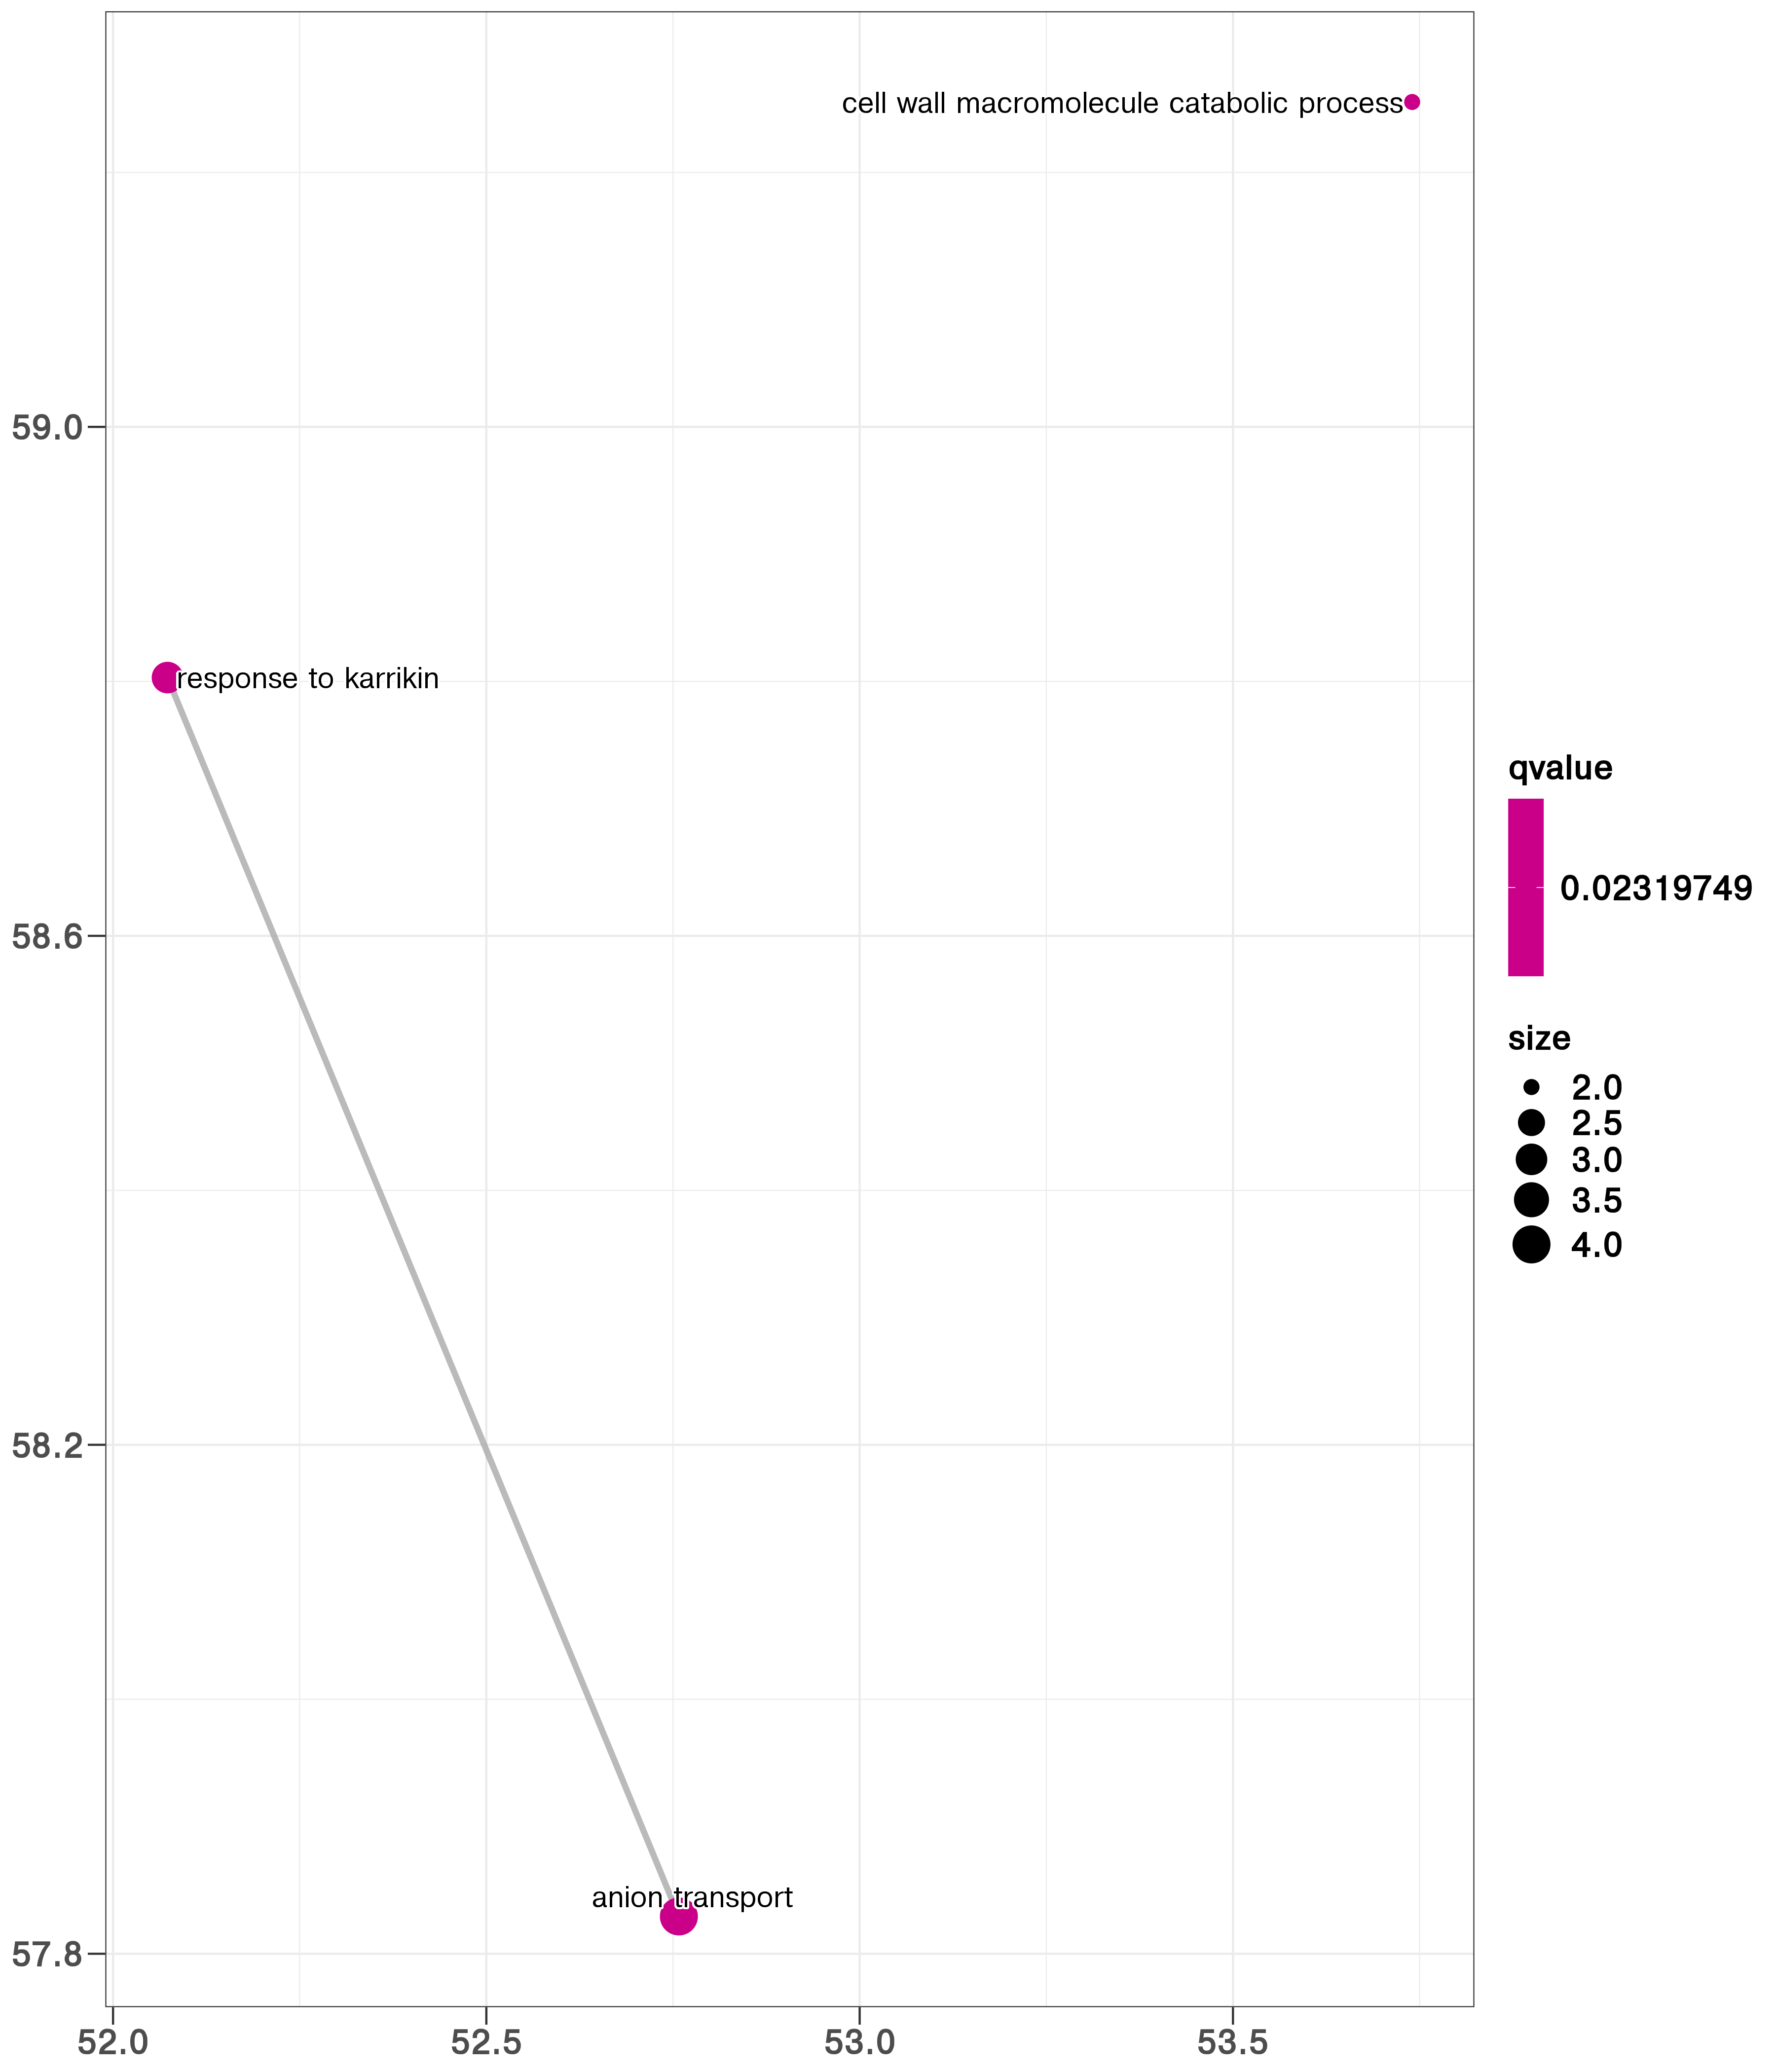 cell wall macromolecule catabolic process
59.0
response to karrikin
58.6
58.2
anion transport
57.8
52.0
52.5
53.0
53.5
qvalue
0.02319749
size
2.0
2.5
3.0
3.5
4.0